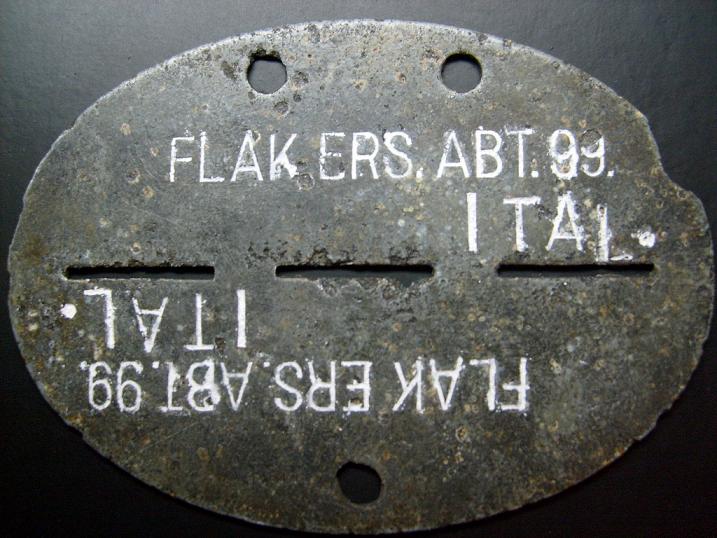 FLAK ERS. ABT. 99.
ITAL.
ITAL.
FLAK ERS. ABT. 99.